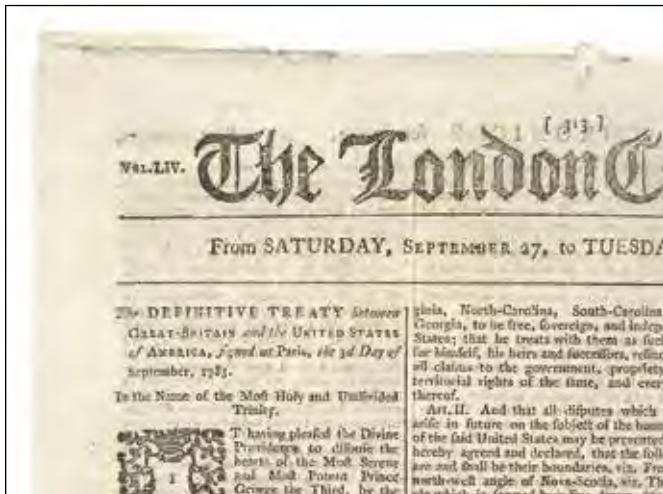 [ 313 ]
VOL. LIV.
The London C
From SATURDAY, SEPTEMBER 27, to TUESDA
The DEFINITIVE TREATY between
GREAT-BRITAIN and the UNITED STATES
of AMERICA, ſigned at Paris, the 3d Day of
September, 1783.
In the Name of the Moſt Holy and Undivided
Trinity.
IT having pleaſed the Divine
Providence to diſpoſe the
hearts of the Moſt Serene
and Moſt Potent Prince
George the Third, by the
ginia, North-Carolina, South-Carolina
Georgia, to be free, ſovereign, and indep
States; that he treats with them as ſuch
for himſelf, his heirs and ſucceſſors, relin
all claims to the government, propriety
territorial rights of the ſame, and ever
thereof.
Art. II. And that all diſputes which
ariſe in future on the ſubject of the boun
of the ſaid United States may be prevented
hereby agreed and declared, that the foll
are and ſhall be their boundaries, viz. From
north-weſt angle of Nova-Scotia, viz. Th